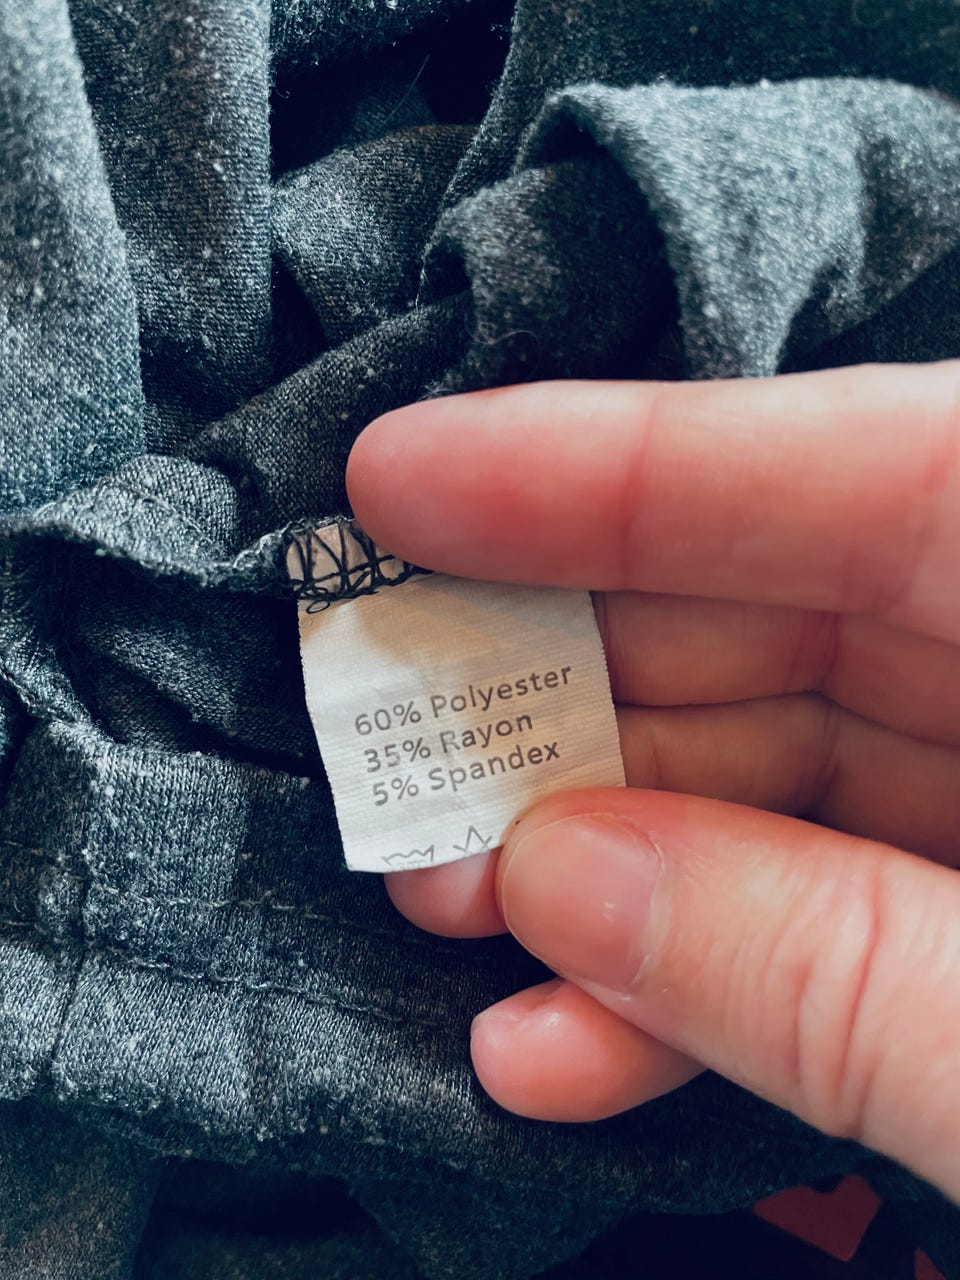 60% Polyester
35% Rayon
5% Spandex